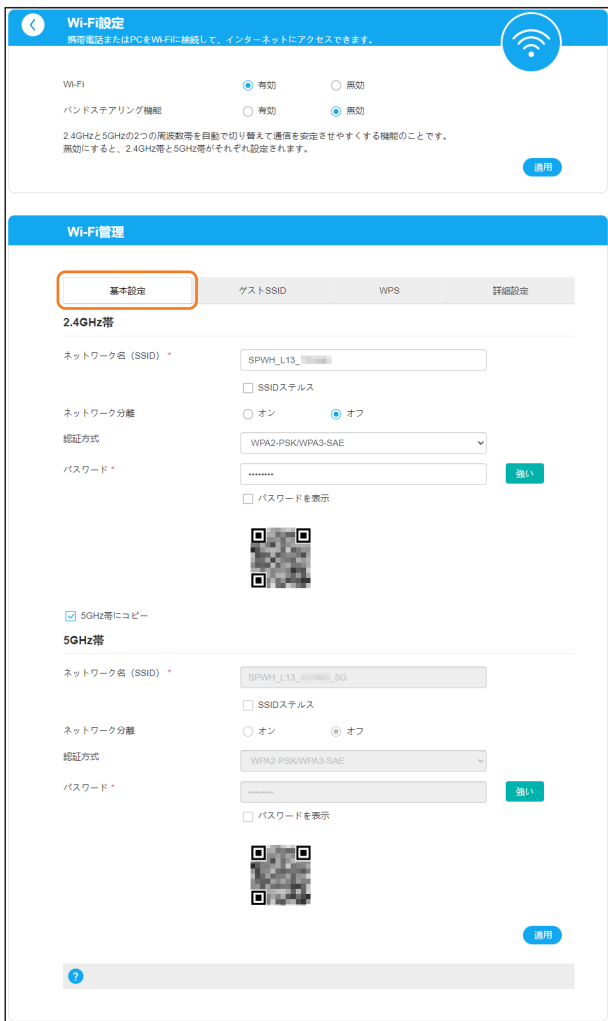 Wi-Fi設定
携帯電話またはPCをWi-Fiに接続して、インターネットにアクセスできます。
Wi-Fi 有効 無効
バンドステアリング機能 有効 無効
2.4GHzと5GHzの2つの周波数帯を自動で切り替えて通信を安定させやすくする機能のことです。
無効にすると、2.4GHz帯と5GHz帯がそれぞれ設定されます。
適用
Wi-Fi管理
基本設定 ゲストSSID WPS 詳細設定
2.4GHz帯
ネットワーク名（SSID） * SPWH_L13_
SSIDステルス
ネットワーク分離 オン オフ
認証方式 WPA2-PSK/WPA3-SAE
パスワード * ········ 強い
パスワードを表示
5GHz帯にコピー
5GHz帯
ネットワーク名（SSID） * SPWH_L13_ _5G
SSIDステルス
ネットワーク分離 オン オフ
認証方式 WPA2-PSK/WPA3-SAE
パスワード * ········ 強い
パスワードを表示
適用
?